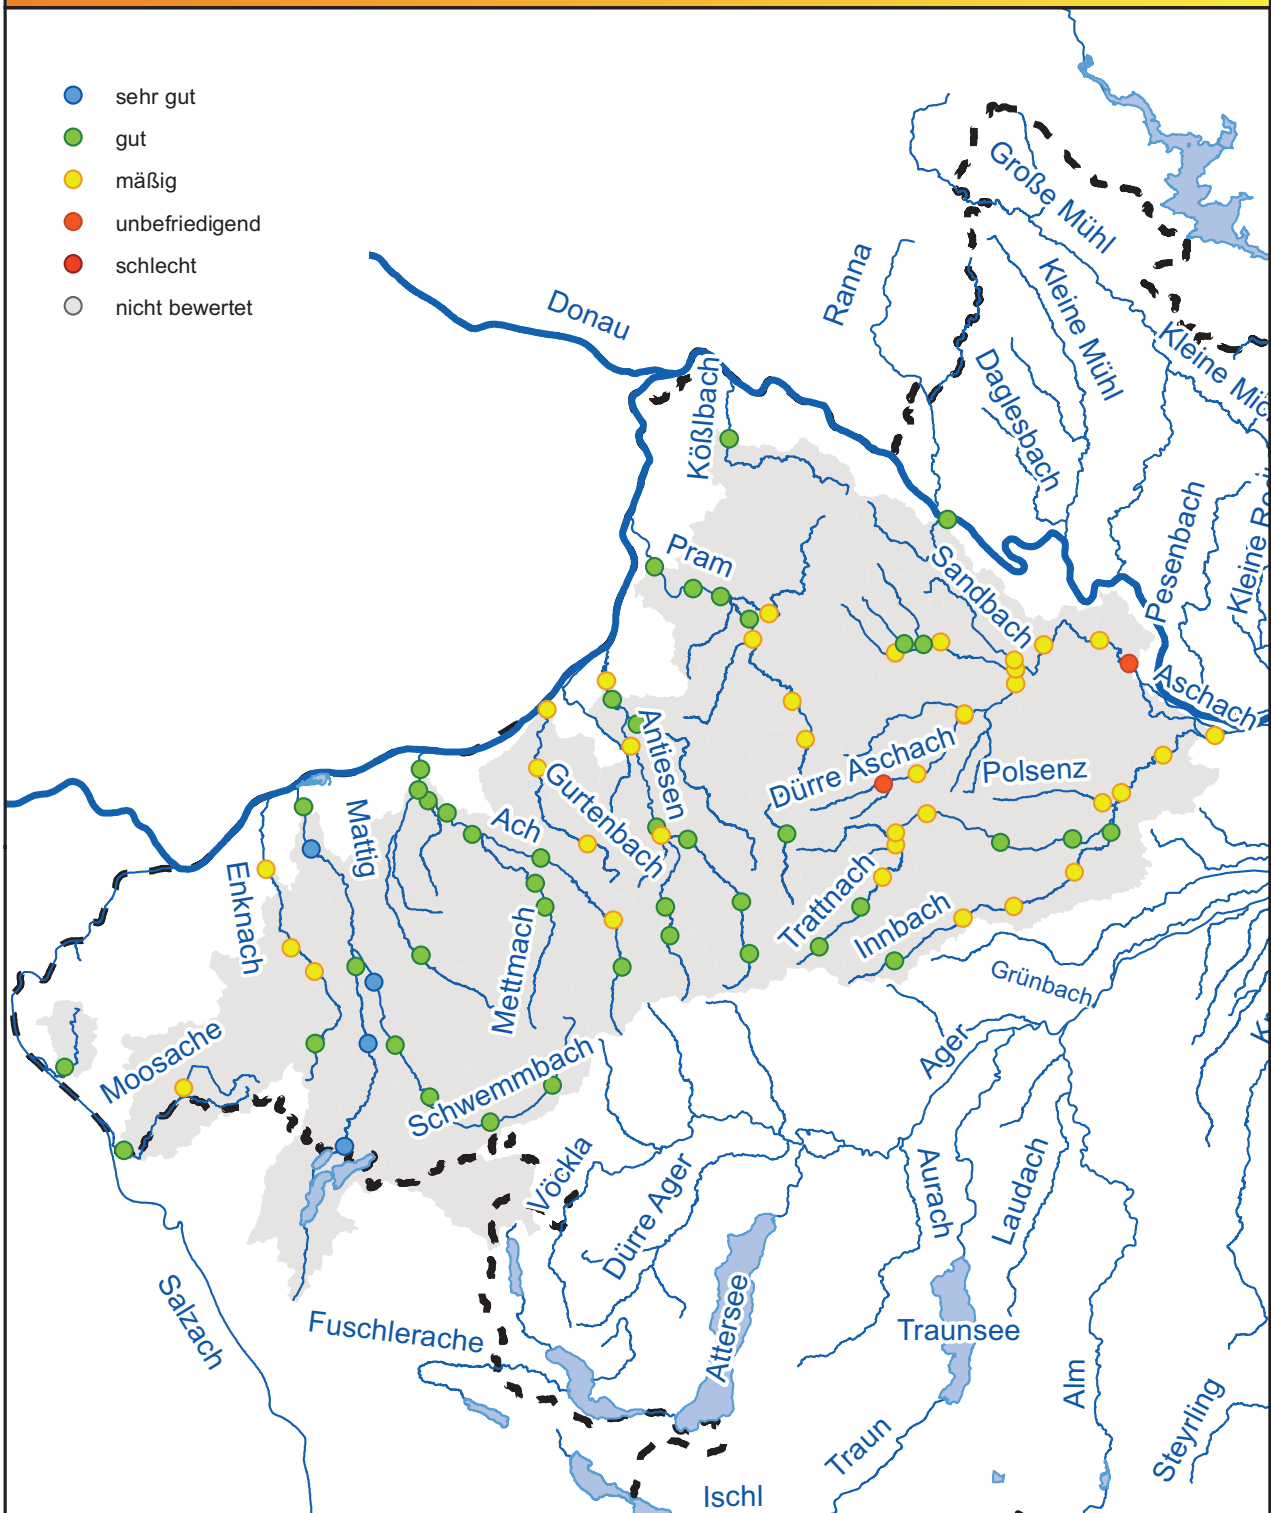 sehr gut
gut
mäßig
unbefriedigend
schlecht
nicht bewertet
Große Mühl
Ranna
Donau
Kleine Mühl
Kleine Mic
Daglesbach
Kößlbach
Pesenbach
Kleine
Pram
Sandbach
Aschach
Antiesen
Dürre Aschach
Polsenz
Gurtenbach
Mattig
Ach
Enknach
Trattnach
Innbach
Mettmach
Grünbach
Moosache
Ager
Schwemmbach
Vöckla
Dürre Ager
Aurach
Laudach
Salzach
Fuschlerache
Attersee
Traunsee
Alm
Steyrling
Traun
Ischl